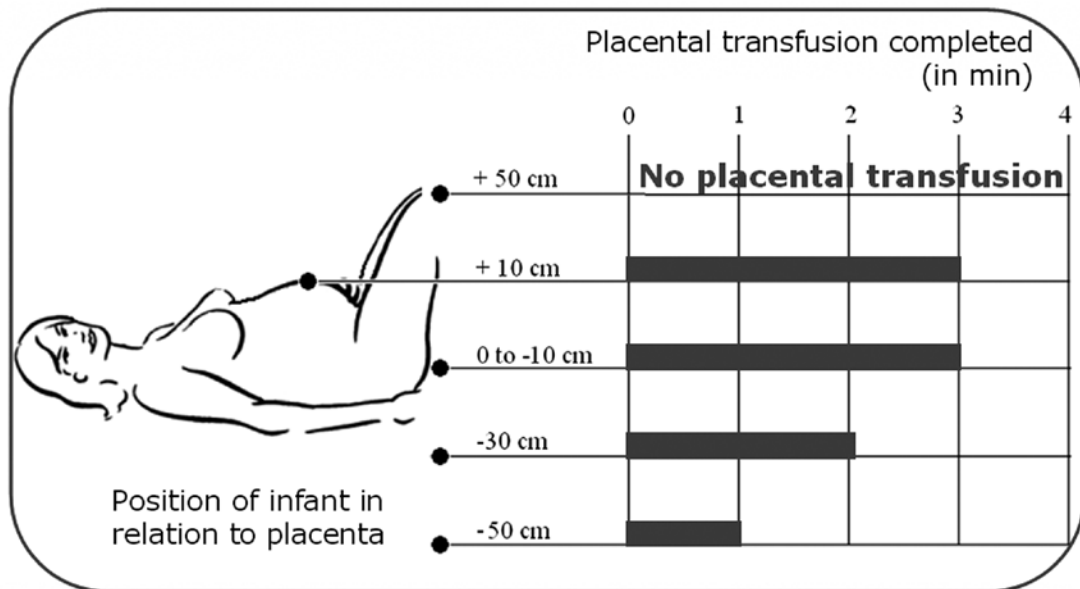 Placental transfusion completed
(in min)
0 1 2 3 4
+ 50 cm No placental transfusion
+ 10 cm
0 to -10 cm
-30 cm
-50 cm
Position of infant in
relation to placenta